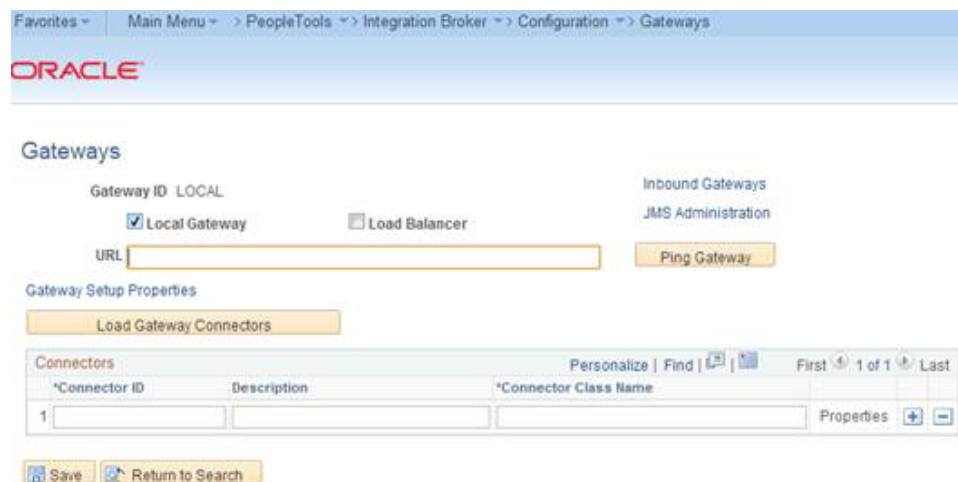 Favorites Main Menu > PeopleTools > Integration Broker > Configuration > Gateways
ORACLE
Gateways
Gateway ID LOCAL
Inbound Gateways
Local Gateway Load Balancer
JMS Administration
URL
Ping Gateway
Gateway Setup Properties
Load Gateway Connectors
Connectors Personalize | Find | | First 1 of 1 Last
*Connector ID Description *Connector Class Name
1 Properties + -
Save Return to Search